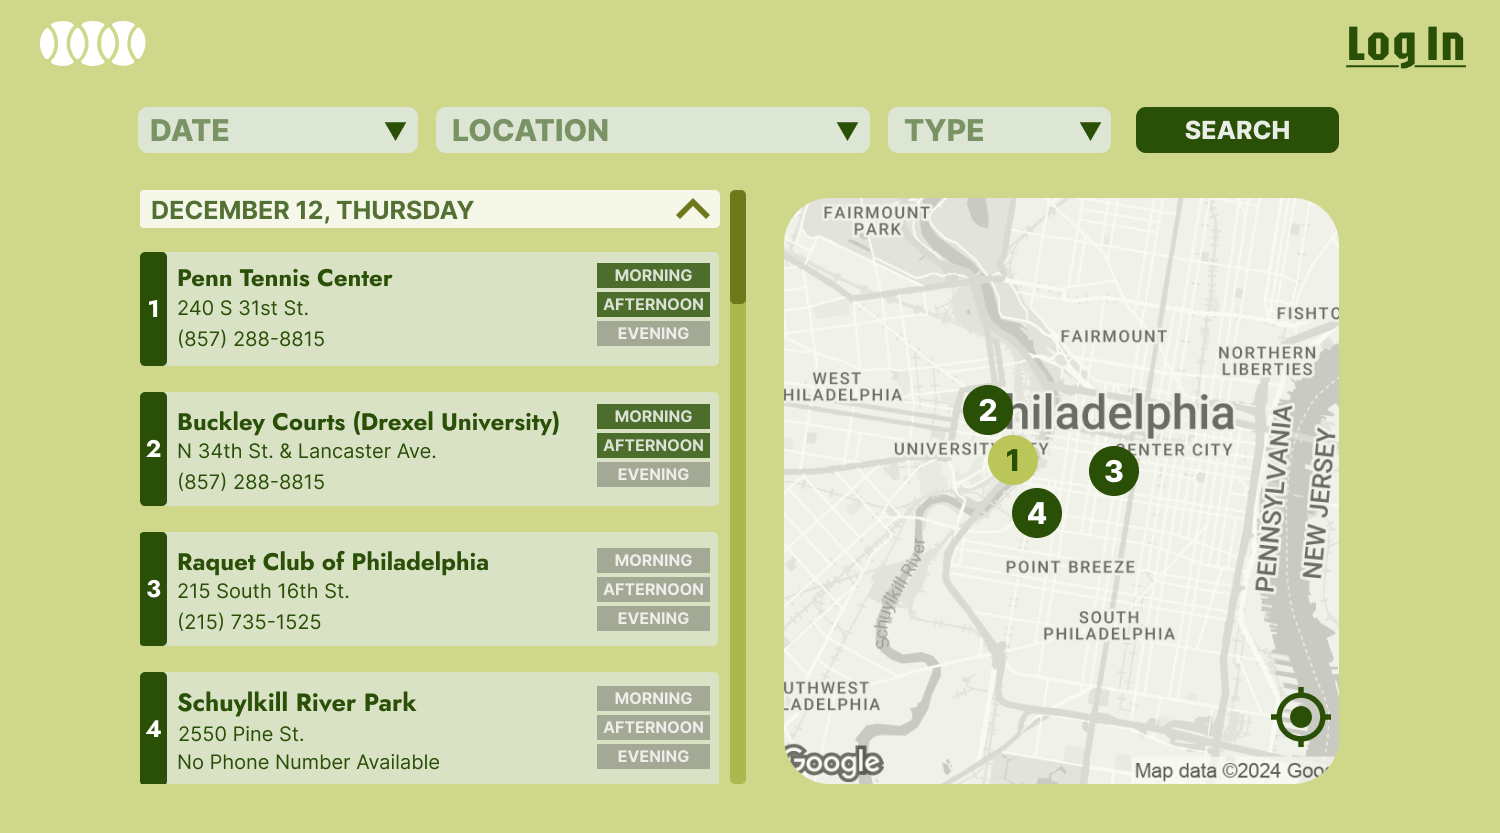 Log In
DATE
LOCATION
TYPE
SEARCH
DECEMBER 12, THURSDAY
1
Penn Tennis Center
240 S 31st St.
(857) 288-8815
MORNING
AFTERNOON
EVENING
2
Buckley Courts (Drexel University)
N 34th St. & Lancaster Ave.
(857) 288-8815
MORNING
AFTERNOON
EVENING
3
Raquet Club of Philadelphia
215 South 16th St.
(215) 735-1525
MORNING
AFTERNOON
EVENING
4
Schuylkill River Park
2550 Pine St.
No Phone Number Available
MORNING
AFTERNOON
EVENING
FAIRMOUNT
PARK
FISHTO
FAIRMOUNT
NORTHERN
LIBERTIES
WEST
HILADELPHIA
2
hiladelphia
UNIVERSIT Y
1
ENTER CITY
3
4
PENNSYLVANIA
NEW JERSEY
POINT BREEZE
Schuylkill River
SOUTH
PHILADELPHIA
UTHWEST
LADELPHIA
Google
Map data ©2024 Goo